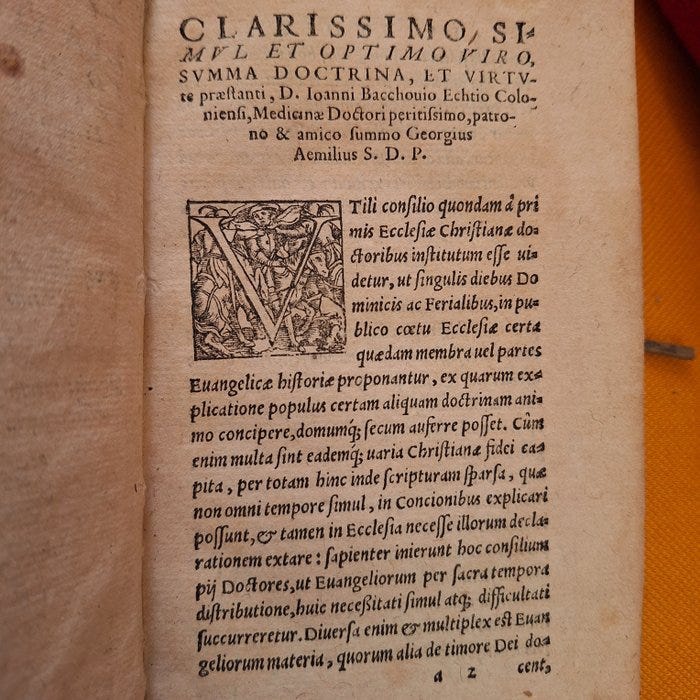 CLARISSIMO, SI-
MVL ET OPTIMO VIRO,
SVMMA DOCTRINA, ET VIRTV-
te præstanti, D. Ioanni Bacchouio Echtio Colo-
niensi, Medicinæ Doctori peritissimo, patro-
no & amico summo Georgius
Aemilius S. D. P.
VTili consilio quondam à pri
mis Ecclesiæ Christianæ do-
ctoribus institutum esse ui-
detur, ut singulis diebus Do
minicis ac Ferialibus, in pu-
blico cœtu Ecclesiæ certa
quædam membra uel partes
Euangelicæ historiæ proponantur, ex quarum ex-
plicatione populus certam aliquam doctrinam ani-
mo concipere, domumq́; secum auferre posset. Cùm
enim multa sint eademq́; uaria Christianæ fidei ca-
pita, per totam hinc inde scripturam sparsa, quæ
non omni tempore simul, in Concionibus explicari
possunt, & tamen in Ecclesia necesse illorum decla-
rationem extare: sapienter inierunt hoc consilium
pij Doctores, ut Euangeliorum per sacra tempora
distributione, huic necessitati simul atq; difficultati
succurreretur. Diuersa enim & multiplex est Euan
geliorum materia, quorum alia de timore Dei do-
a 2 cent,